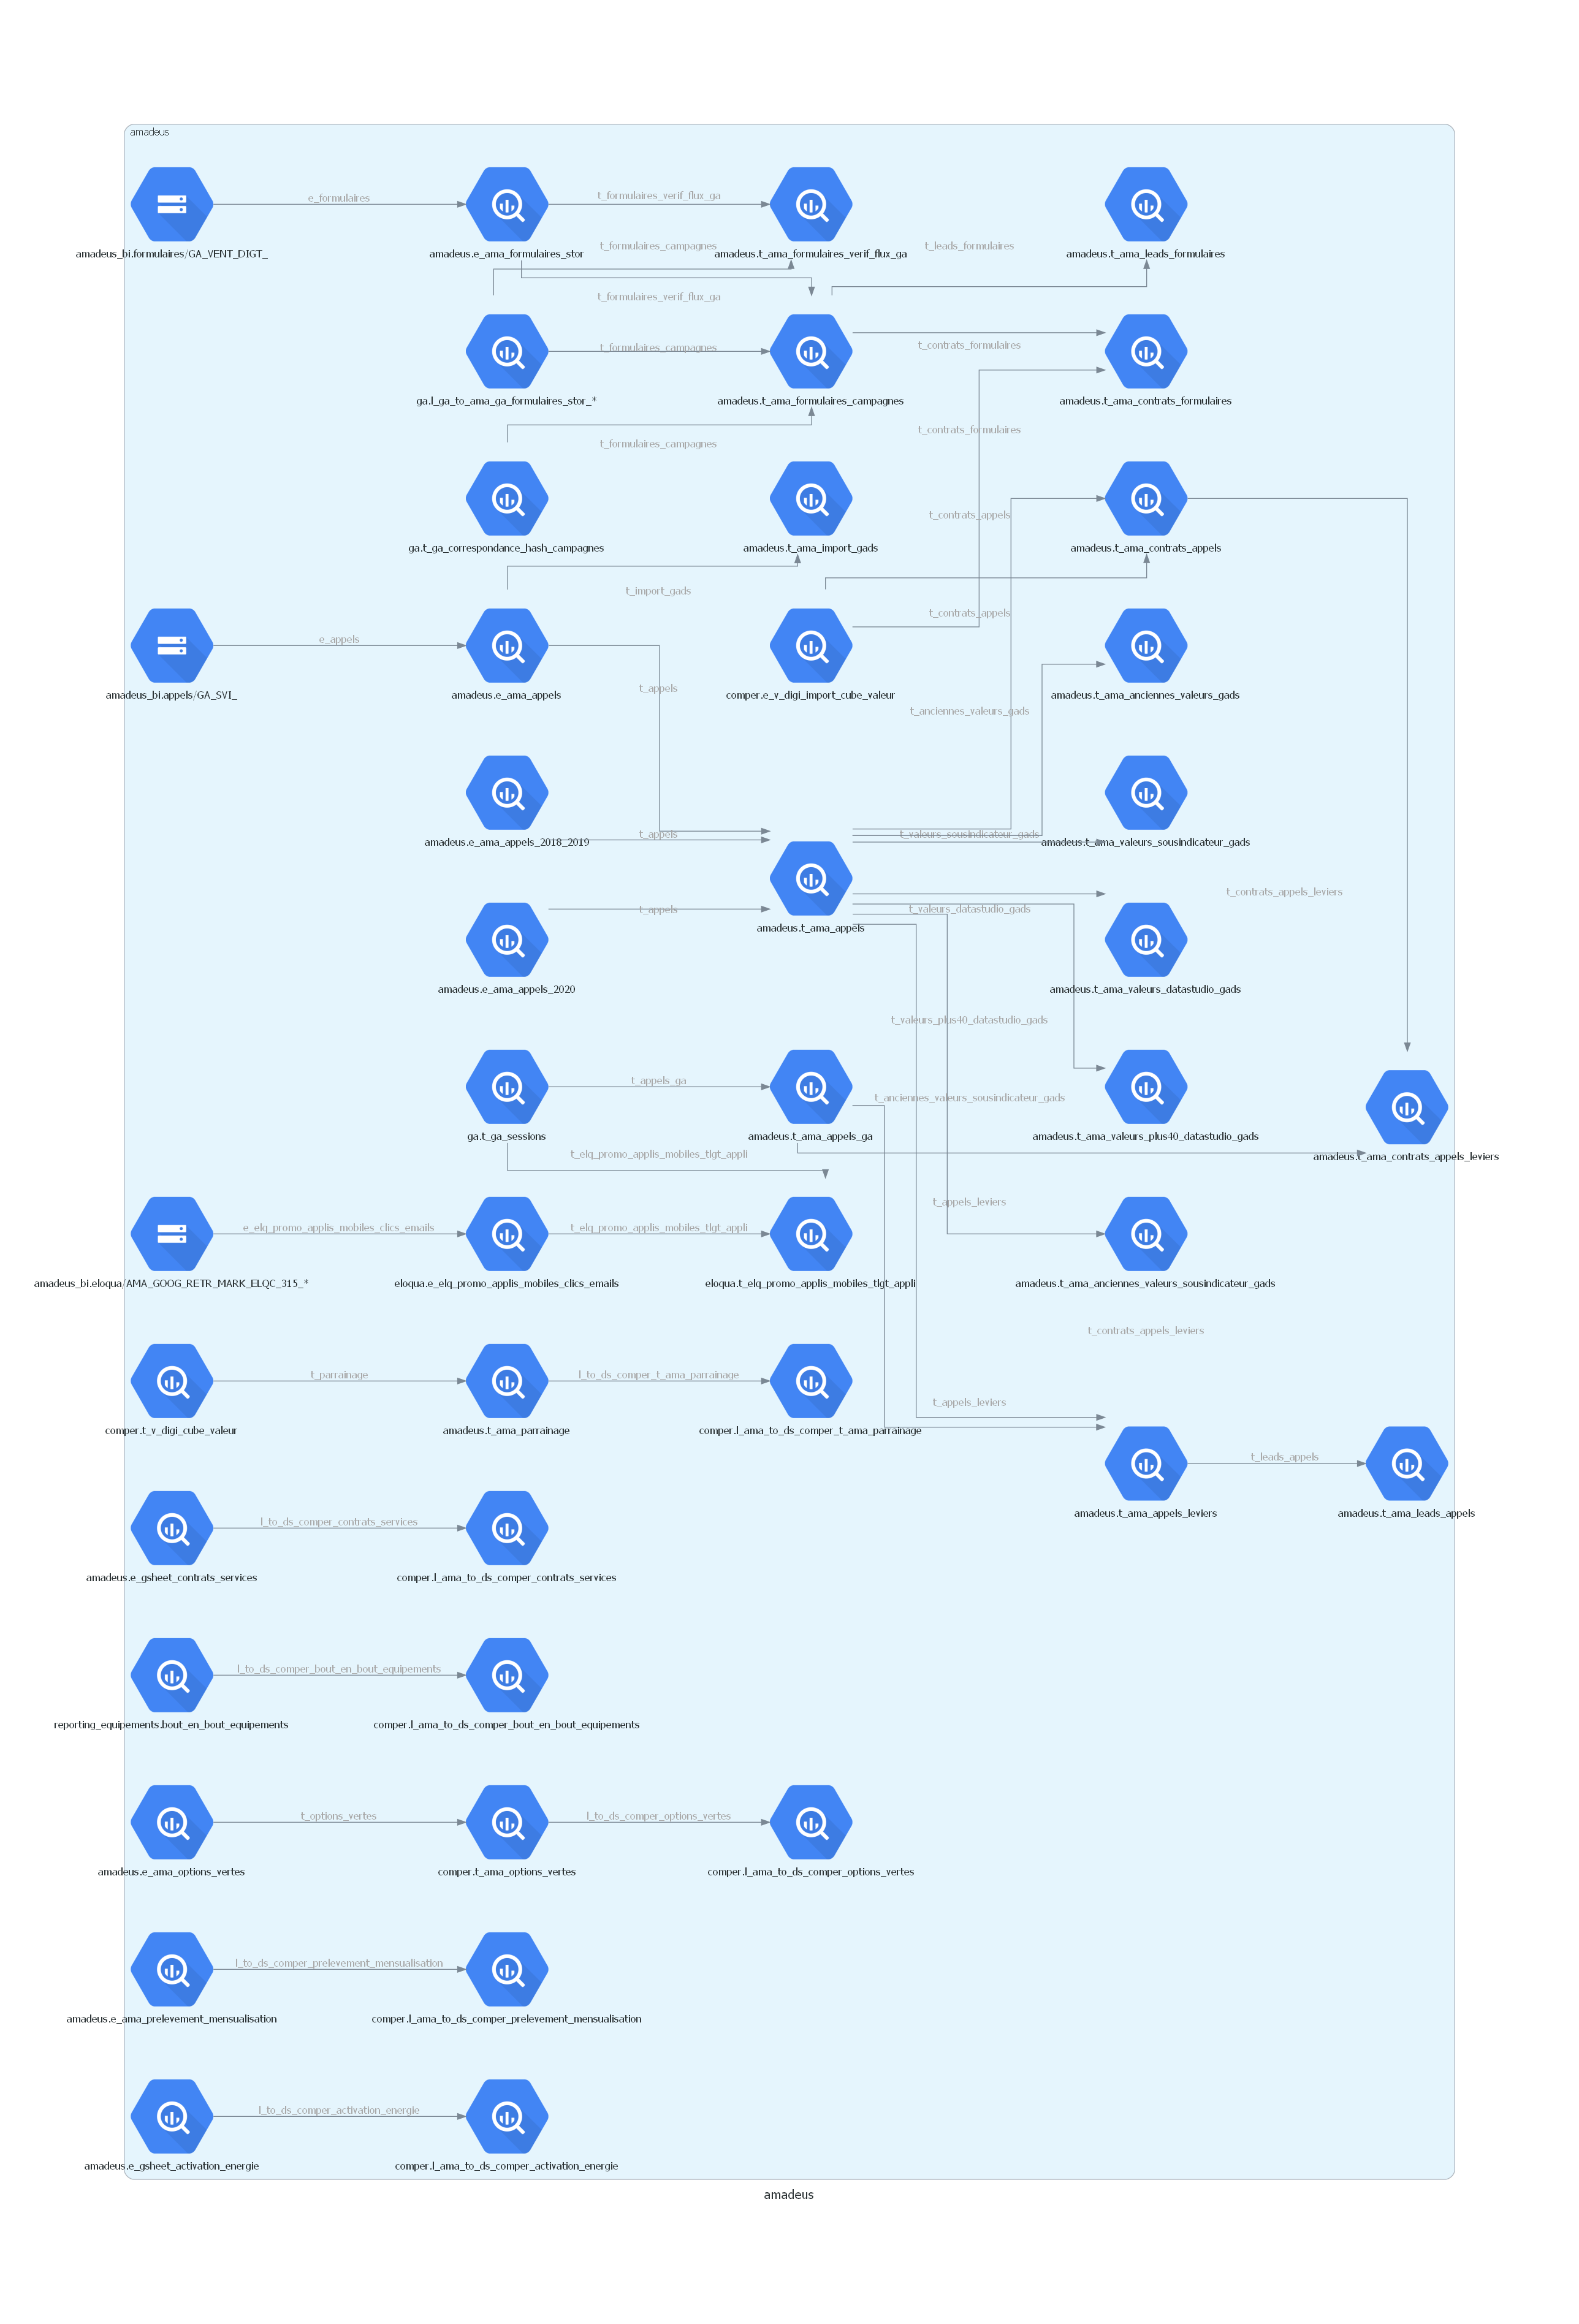 amadeus
e_formulaires
t_formulaires_verif_flux_ga
amadeus_bi.formulaires/GA_VENT_DIGT_
amadeus.e_ama_formulaires_stor
t_formulaires_campagnes
amadeus.t_ama_formulaires_verif_flux_ga
t_leads_formulaires
amadeus.t_ama_leads_formulaires
t_formulaires_verif_flux_ga
t_formulaires_campagnes
t_contrats_formulaires
ga.l_ga_to_ama_ga_formulaires_stor_*
amadeus.t_ama_formulaires_campagnes
amadeus.t_ama_contrats_formulaires
t_formulaires_campagnes
t_contrats_formulaires
t_contrats_appels
ga.t_ga_correspondance_hash_campagnes
amadeus.t_ama_import_gads
amadeus.t_ama_contrats_appels
t_import_gads
t_contrats_appels
e_appels
t_appels
amadeus_bi.appels/GA_SVI_
amadeus.e_ama_appels
comper.e_v_digi_import_cube_valeur
amadeus.t_ama_anciennes_valeurs_gads
t_anciennes_valeurs_gads
t_appels
t_valeurs_sousindicateur_gads
amadeus.e_ama_appels_2018_2019
amadeus.t_ama_valeurs_sousindicateur_gads
t_contrats_appels_leviers
t_appels
t_valeurs_datastudio_gads
amadeus.t_ama_appels
amadeus.e_ama_appels_2020
amadeus.t_ama_valeurs_datastudio_gads
t_valeurs_plus40_datastudio_gads
t_appels_ga
t_anciennes_valeurs_sousindicateur_gads
ga.t_ga_sessions
amadeus.t_ama_appels_ga
amadeus.t_ama_valeurs_plus40_datastudio_gads
t_elq_promo_applis_mobiles_tlgt_appli
amadeus.t_ama_contrats_appels_leviers
t_appels_leviers
e_elq_promo_applis_mobiles_clics_emails
t_elq_promo_applis_mobiles_tlgt_appli
amadeus_bi.eloqua/AMA_GOOG_RETR_MARK_ELQC_315_*
eloqua.e_elq_promo_applis_mobiles_clics_emails
eloqua.t_elq_promo_applis_mobiles_tlgt_appli
amadeus.t_ama_anciennes_valeurs_sousindicateur_gads
t_contrats_appels_leviers
t_parrainage
l_to_ds_comper_t_ama_parrainage
t_appels_leviers
comper.t_v_digi_cube_valeur
amadeus.t_ama_parrainage
comper.l_ama_to_ds_comper_t_ama_parrainage
t_leads_appels
amadeus.t_ama_appels_leviers
amadeus.t_ama_leads_appels
l_to_ds_comper_contrats_services
amadeus.e_gsheet_contrats_services
comper.l_ama_to_ds_comper_contrats_services
l_to_ds_comper_bout_en_bout_equipements
reporting_equipements.bout_en_bout_equipements
comper.l_ama_to_ds_comper_bout_en_bout_equipements
t_options_vertes
l_to_ds_comper_options_vertes
amadeus.e_ama_options_vertes
comper.t_ama_options_vertes
comper.l_ama_to_ds_comper_options_vertes
l_to_ds_comper_prelevement_mensualisation
amadeus.e_ama_prelevement_mensualisation
comper.l_ama_to_ds_comper_prelevement_mensualisation
l_to_ds_comper_activation_energie
amadeus.e_gsheet_activation_energie
comper.l_ama_to_ds_comper_activation_energie
amadeus